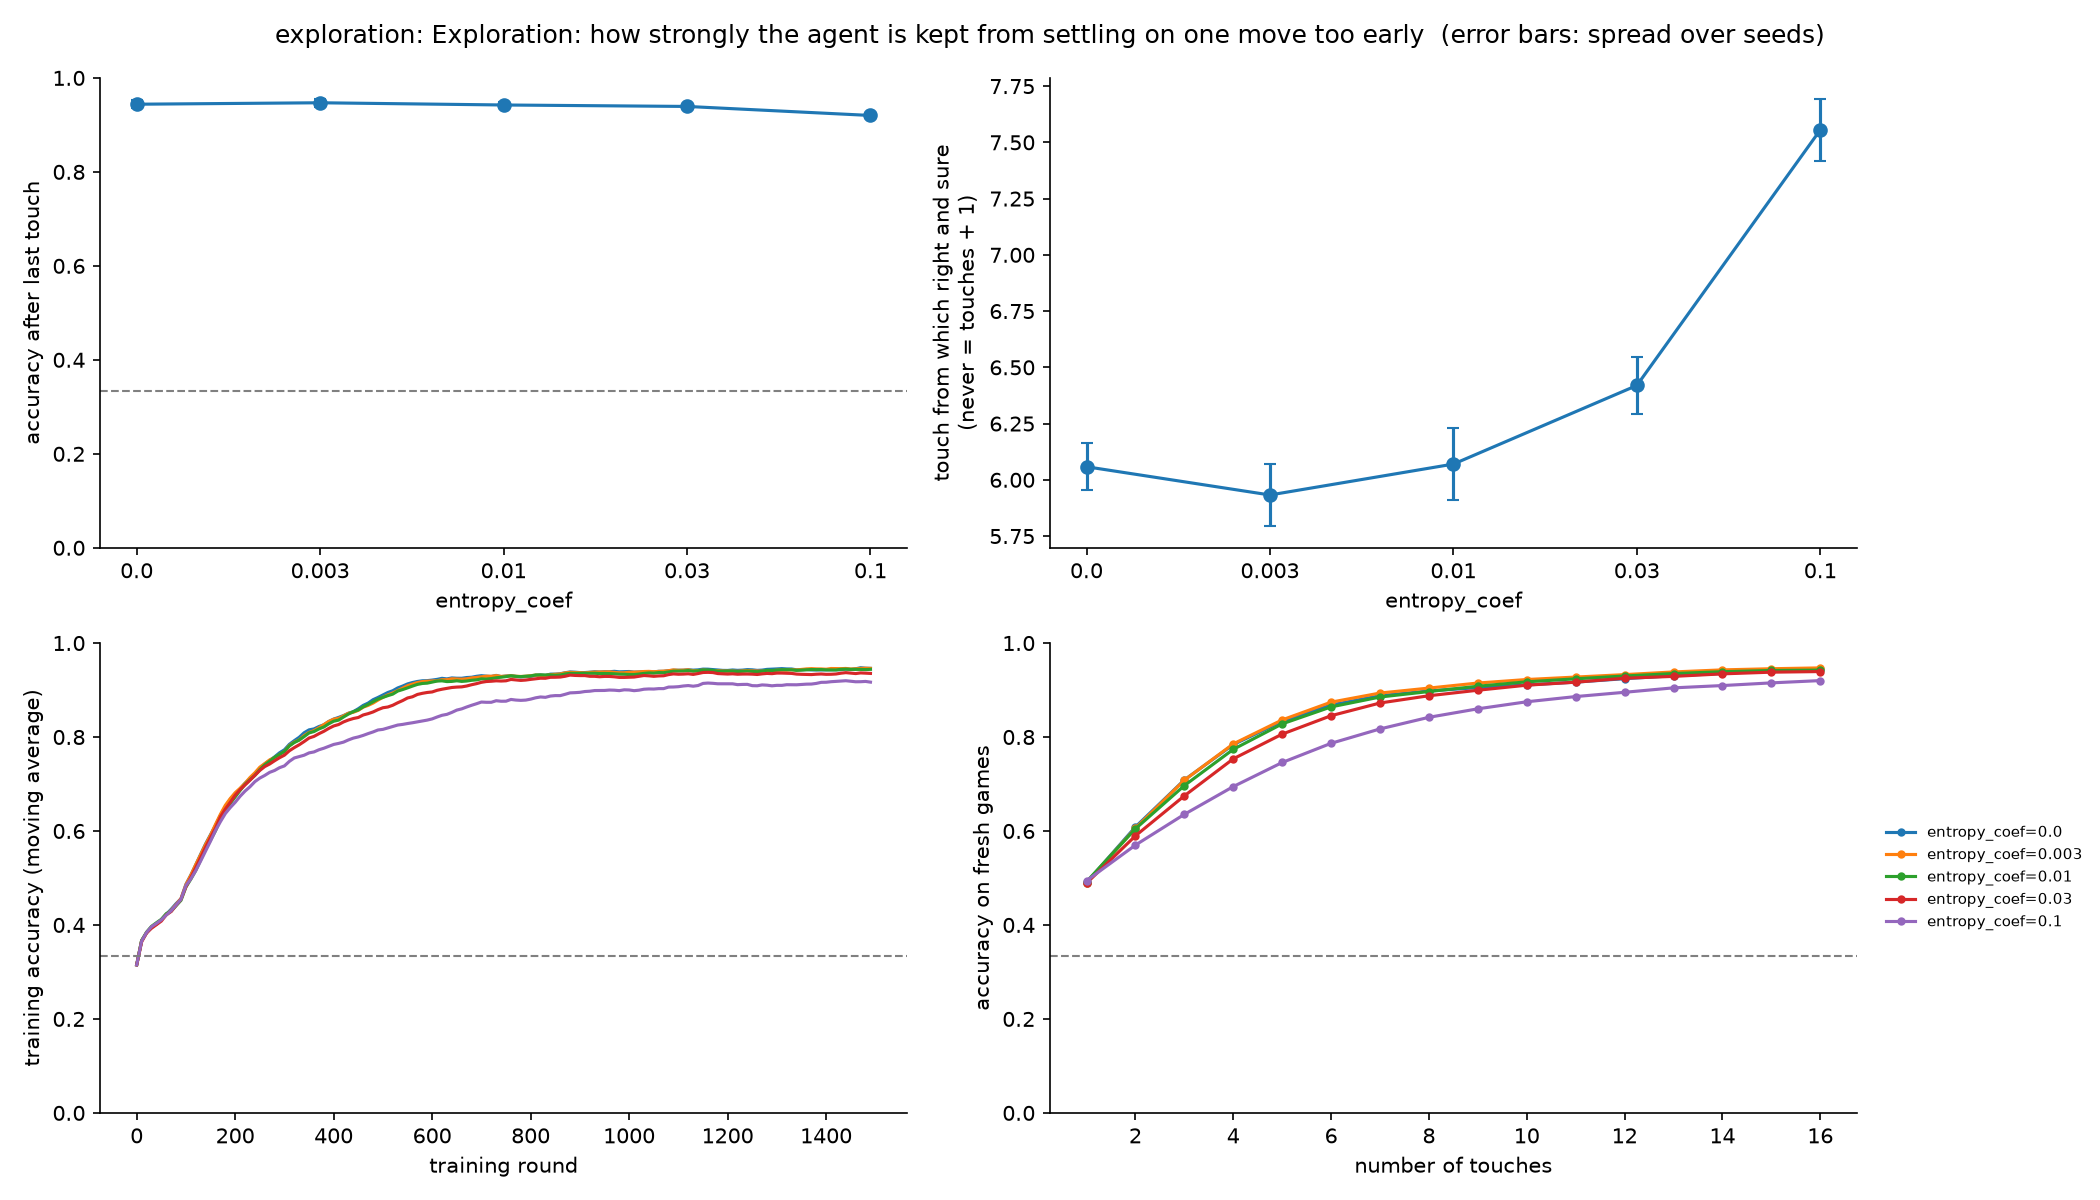 exploration: Exploration: how strongly the agent is kept from settling on one move too early  (error bars: spread over seeds)
accuracy after last touch
1.0
0.8
0.6
0.4
0.2
0.0
0.0 0.003 0.01 0.03 0.1
entropy_coef
touch from which right and sure
(never = touches + 1)
7.75
7.50
7.25
7.00
6.75
6.50
6.25
6.00
5.75
0.0 0.003 0.01 0.03 0.1
entropy_coef
training accuracy (moving average)
1.0
0.8
0.6
0.4
0.2
0.0
0 200 400 600 800 1000 1200 1400
training round
accuracy on fresh games
1.0
0.8
0.6
0.4
0.2
0.0
2 4 6 8 10 12 14 16
number of touches
entropy_coef=0.0
entropy_coef=0.003
entropy_coef=0.01
entropy_coef=0.03
entropy_coef=0.1